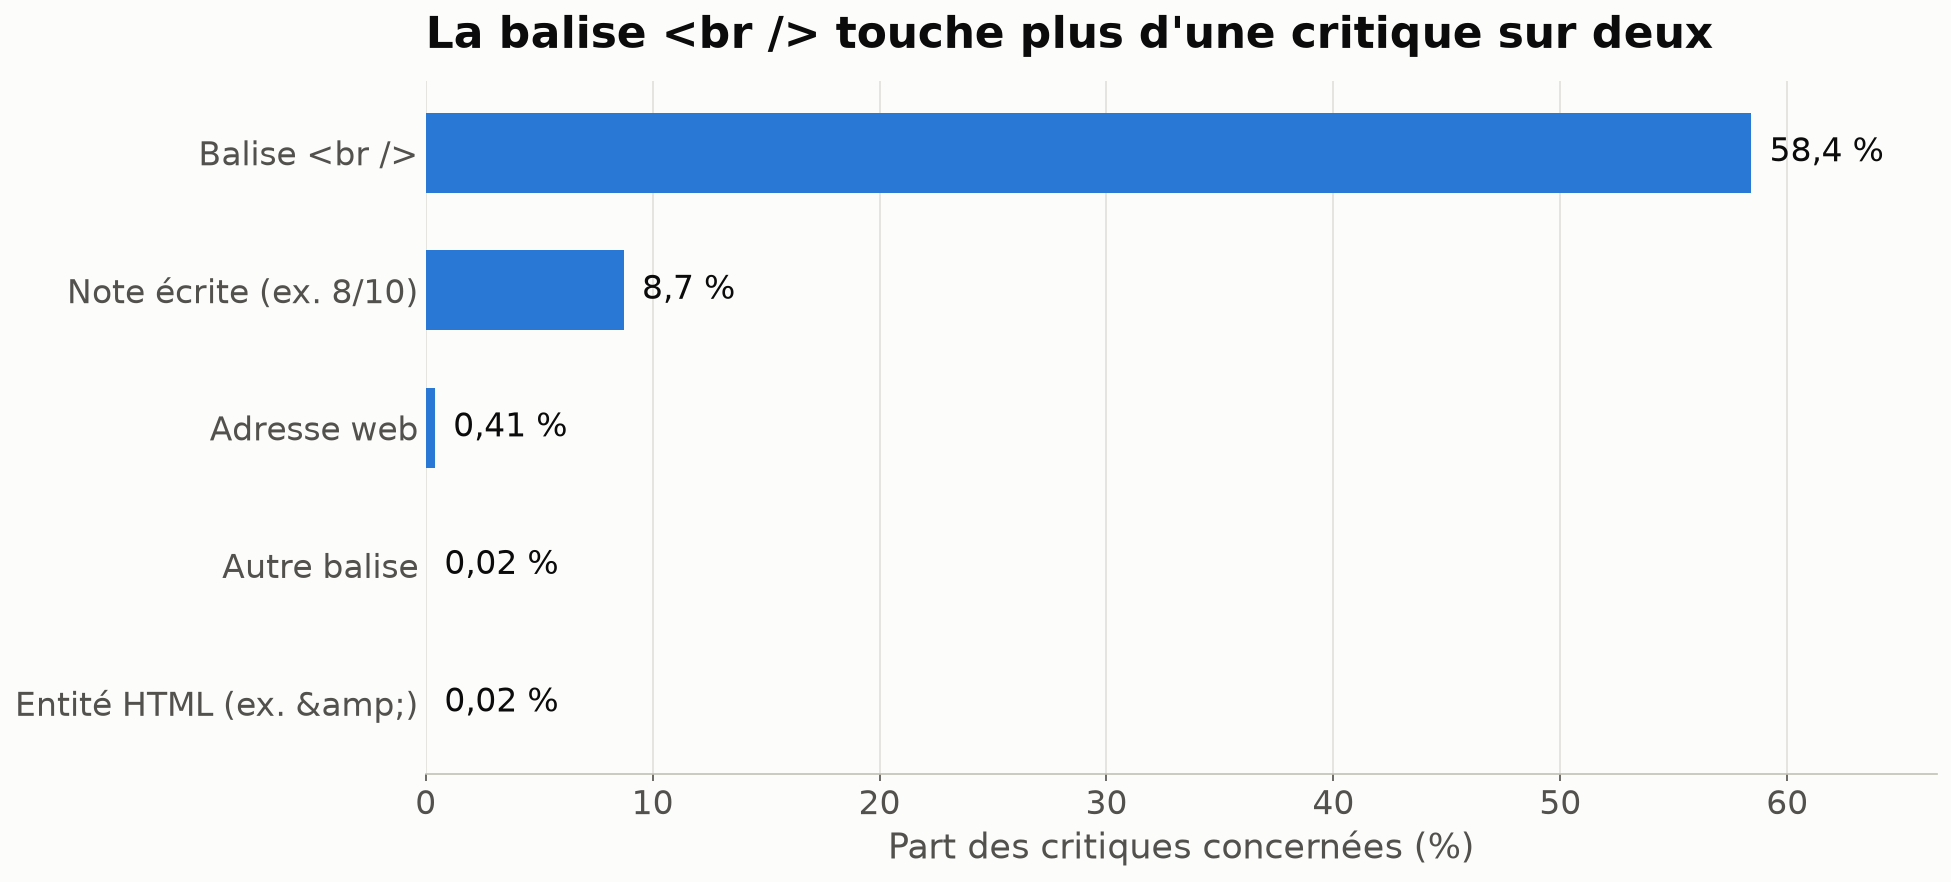 La balise <br /> touche plus d'une critique sur deux
Balise <br />
58,4 %
Note écrite (ex. 8/10)
8,7 %
Adresse web
0,41 %
Autre balise
0,02 %
Entité HTML (ex. &amp;)
0,02 %
0 10 20 30 40 50 60
Part des critiques concernées (%)